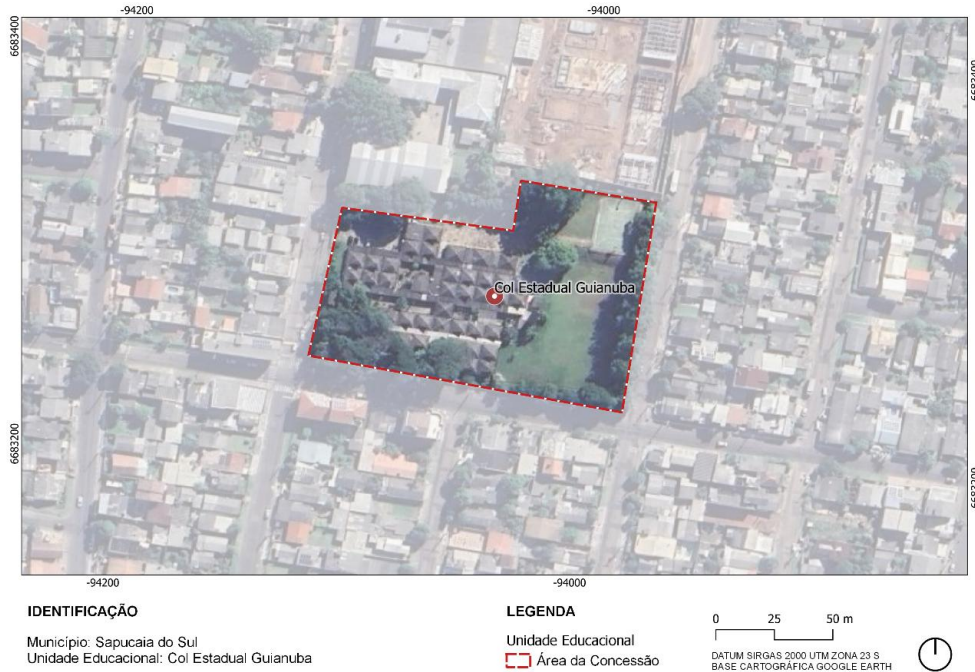 -94200
-94000
6683400
6683400
Col Estadual Guianuba
6683200
6683200
-94200
-94000
IDENTIFICAÇÃO
Município: Sapucaia do Sul
Unidade Educacional: Col Estadual Guianuba
LEGENDA
Unidade Educacional
Área da Concessão
0 25 50 m
DATUM SIRGAS 2000 UTM ZONA 23 S
BASE CARTOGRÁFICA GOOGLE EARTH